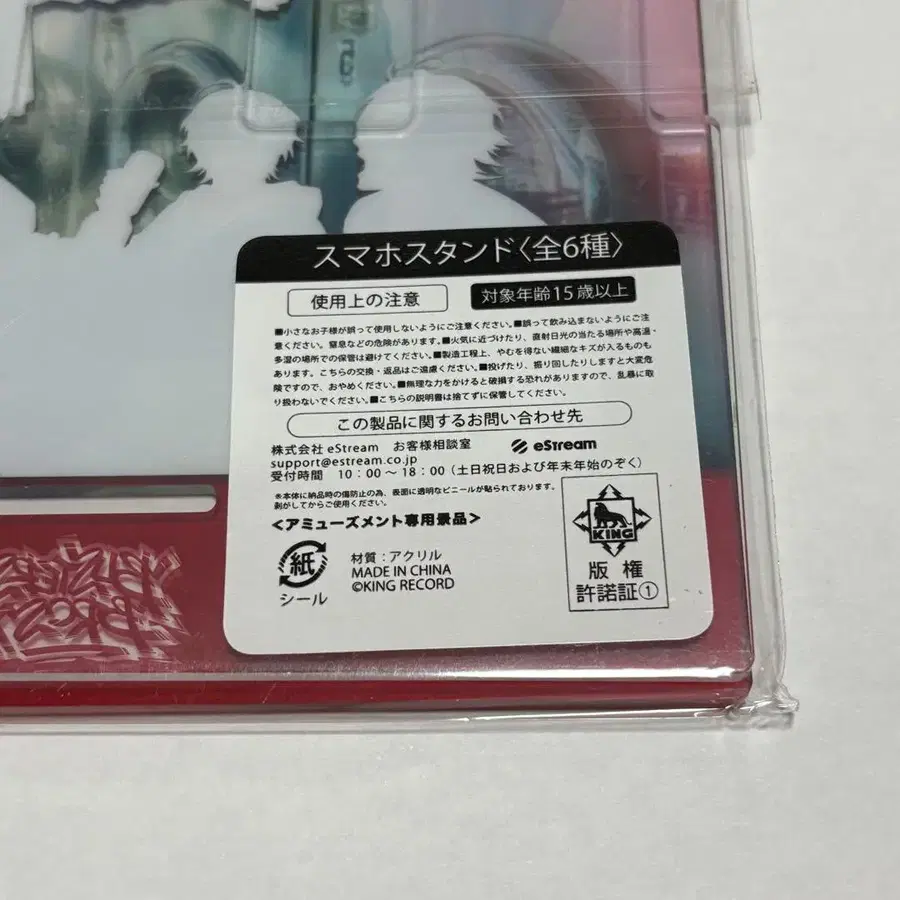 スマホスタンド〈全6種〉
使用上の注意
対象年齢15歳以上
■小さなお子様が誤って使用しないようにご注意ください。■誤って飲み込まないようにご注
意ください。窒息などの危険があります。■火気に近づけたり、直射日光の当たる場所や高温・
多湿の場所での保管は避けてください。■製造工程上、やむを得ない繊細なキズが入るものも
あります。こちらの交換・返品はご遠慮ください。■投げたり、振り回したりしますと大変危
険ですので、おやめください。■無理な力をかけると破損する恐れがありますので、乱暴に取
り扱わないでください。■こちらの説明書は捨てずに保管してください。
この製品に関するお問い合わせ先
株式会社 eStream お客様相談室
eStream
support@estream.co.jp
受付時間 10：00～18：00（土日祝日および年末年始のぞく）
※本体に納品時の傷防止の為、表面に透明なビニールが貼られております。
剥がしてからご使用ください。
＜アミューズメント専用景品＞
紙
シール
材質：アクリル
MADE IN CHINA
©KING RECORD
KING
版権
許諾証①